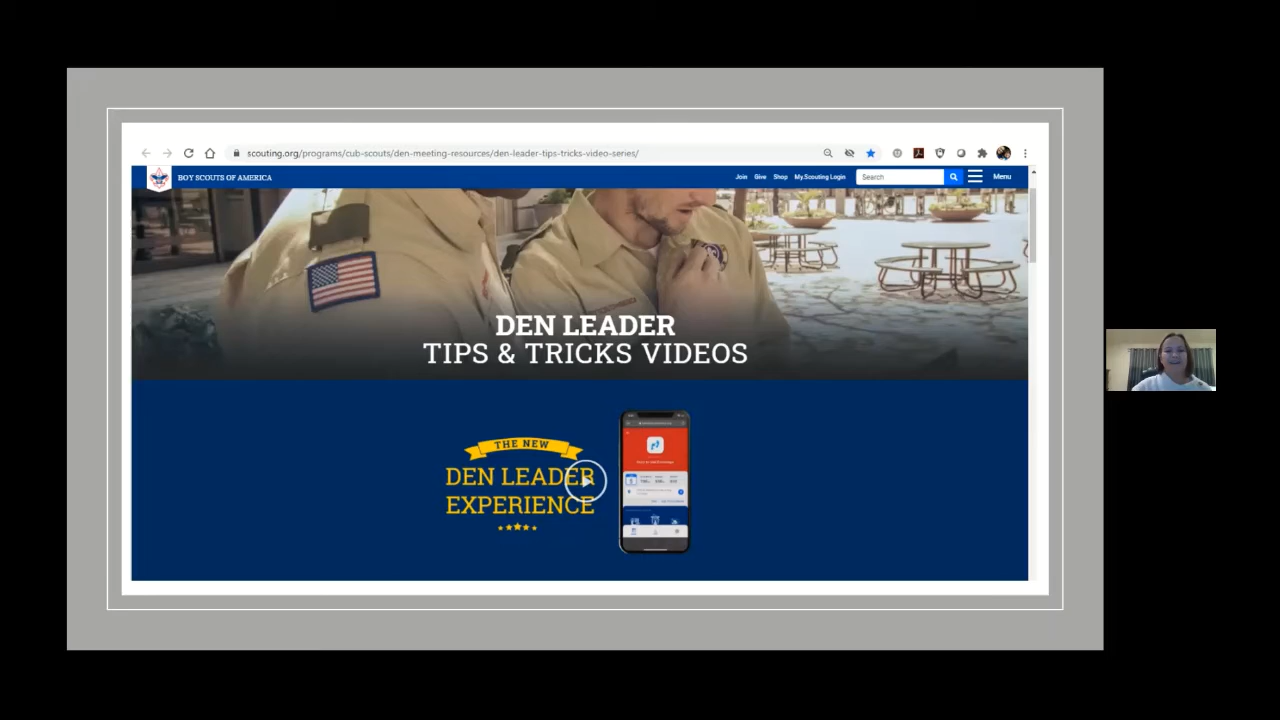 scouting.org/programs/cub-scouts/den-meeting-resources/den-leader-tips-tricks-video-series/
BOY SCOUTS OF AMERICA
Join Give Shop My.Scouting Login Search Menu
DEN LEADER
TIPS & TRICKS VIDEOS
THE NEW
DEN LEADER
EXPERIENCE